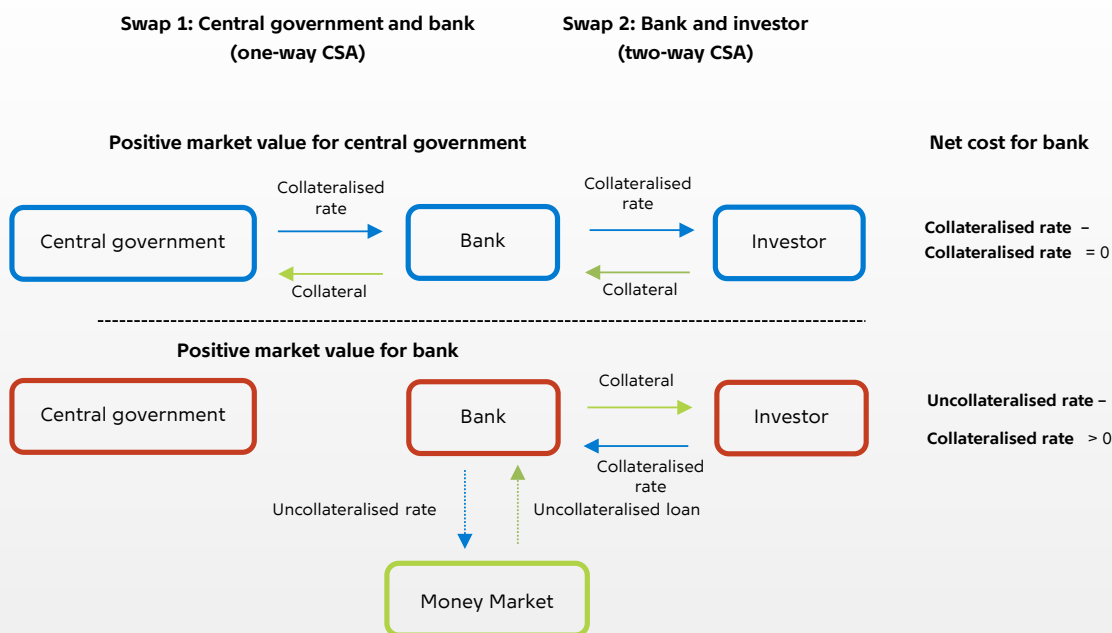 Swap 1: Central government and bank
(one-way CSA)
Swap 2: Bank and investor
(two-way CSA)
Positive market value for central government
Net cost for bank
Collateralised
rate
Collateralised
rate
Central government
Bank
Investor
Collateralised rate –
Collateralised rate = 0
Collateral
Collateral
Positive market value for bank
Collateral
Central government
Bank
Investor
Uncollateralised rate –
Collateralised rate > 0
Collateralised
rate
Uncollateralised rate
Uncollateralised loan
Money Market